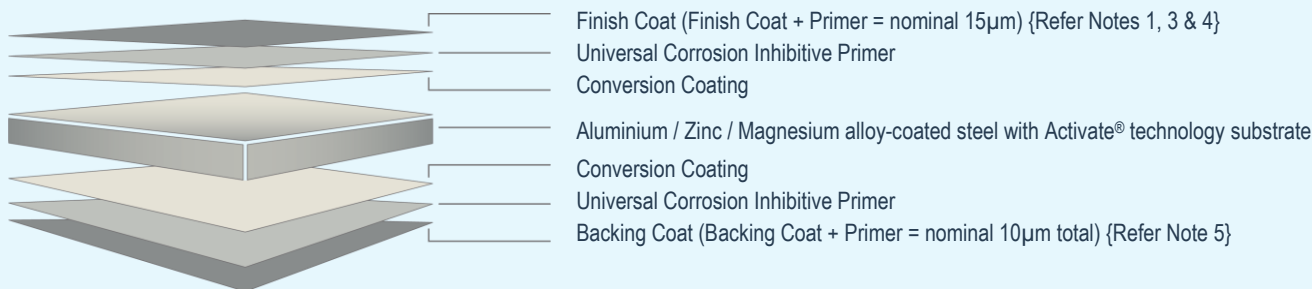 Finish Coat (Finish Coat + Primer = nominal 15µm) {Refer Notes 1, 3 & 4}
Universal Corrosion Inhibitive Primer
Conversion Coating
Aluminium / Zinc / Magnesium alloy-coated steel with Activate® technology substrate
Conversion Coating
Universal Corrosion Inhibitive Primer
Backing Coat (Backing Coat + Primer = nominal 10µm total) {Refer Note 5}